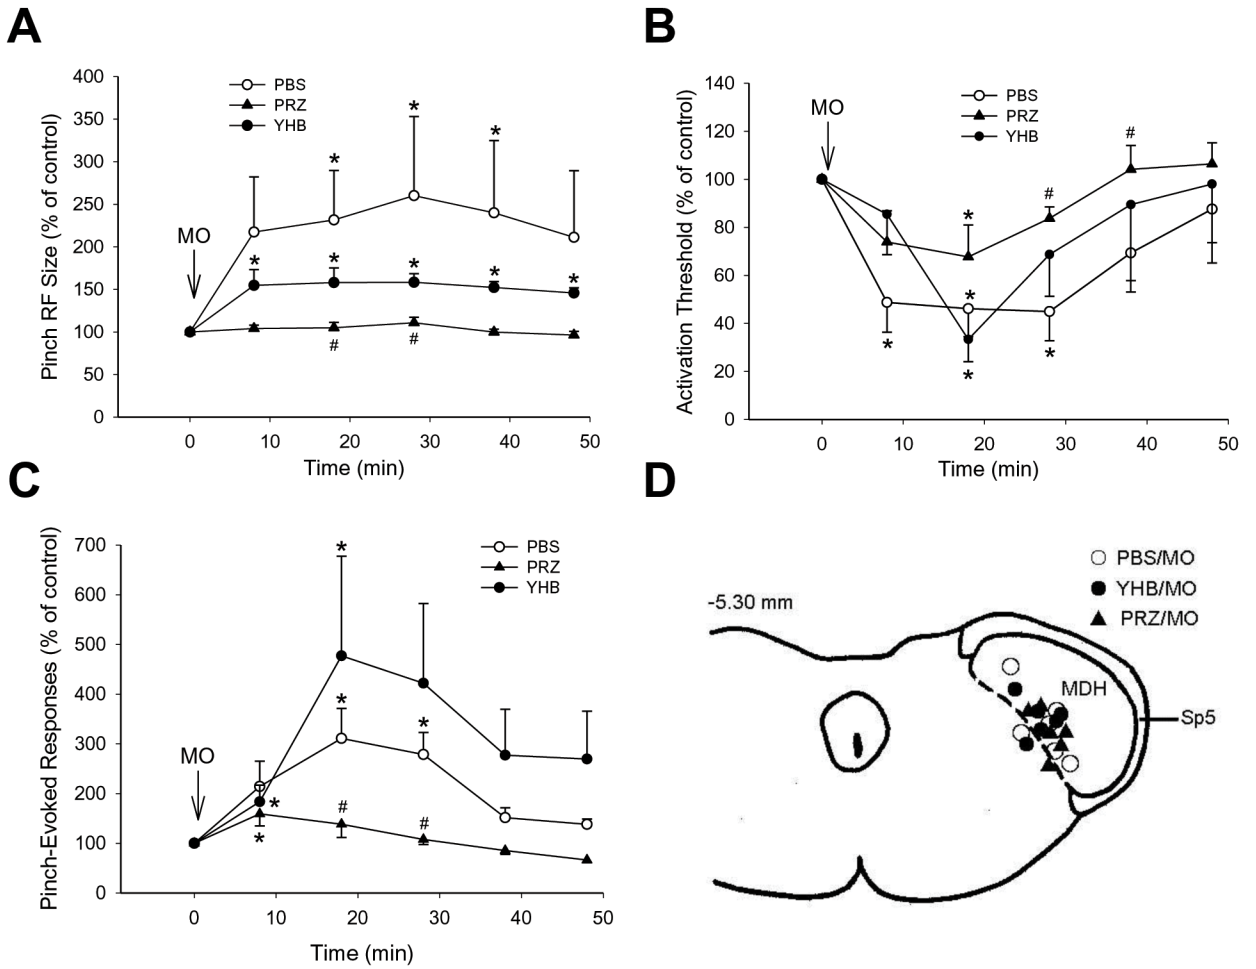 A
400
350
300
250
200
150
100
50
0
Pinch RF Size (% of control)
PBS
PRZ
YHB
MO
*
*
*
*
*
*
*
*
#
#
0
10
20
30
40
50
Time (min)
B
140
120
100
80
60
40
20
0
Activation Threshold (% of control)
PBS
PRZ
YHB
MO
#
#
*
*
*
*
*
0
10
20
30
40
50
Time (min)
C
700
600
500
400
300
200
100
0
Pinch-Evoked Responses (% of control)
PBS
PRZ
YHB
MO
*
*
*
*
*
#
#
0
10
20
30
40
50
Time (min)
D
PBS/MO
YHB/MO
PRZ/MO
-5.30 mm
MDH
Sp5